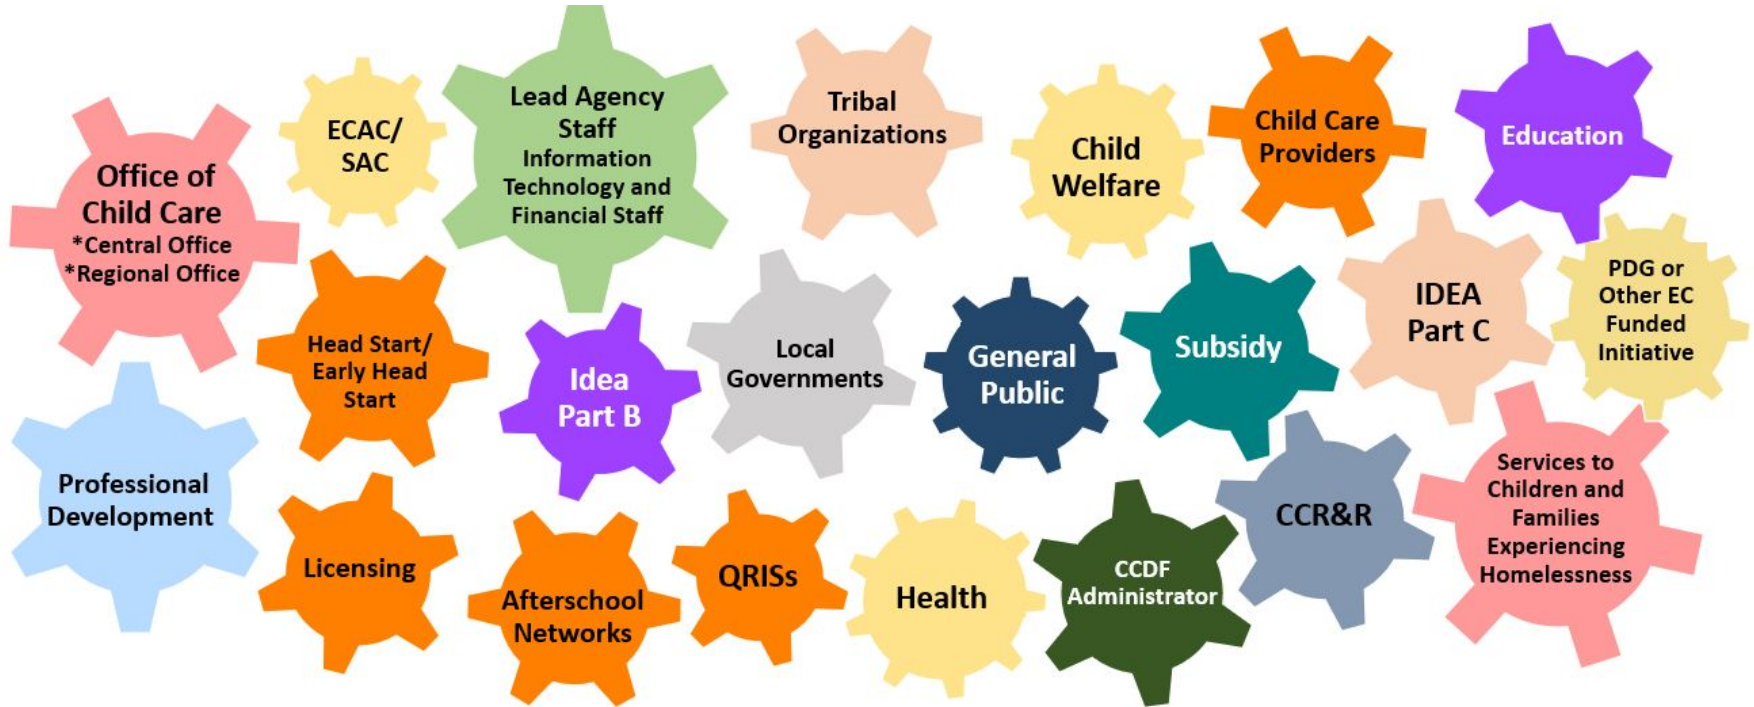 Office of
Child Care
*Central Office
*Regional Office
ECAC/
SAC
Lead Agency
Staff
Information
Technology and
Financial Staff
Tribal
Organizations
Child
Welfare
Child Care
Providers
Education
Head Start/
Early Head
Start
Idea
Part B
Local
Governments
General
Public
Subsidy
IDEA
Part C
PDG or
Other EC
Funded
Initiative
Professional
Development
Licensing
Afterschool
Networks
QRISs
Health
CCDF
Administrator
CCR&R
Services to
Children and
Families
Experiencing
Homelessness